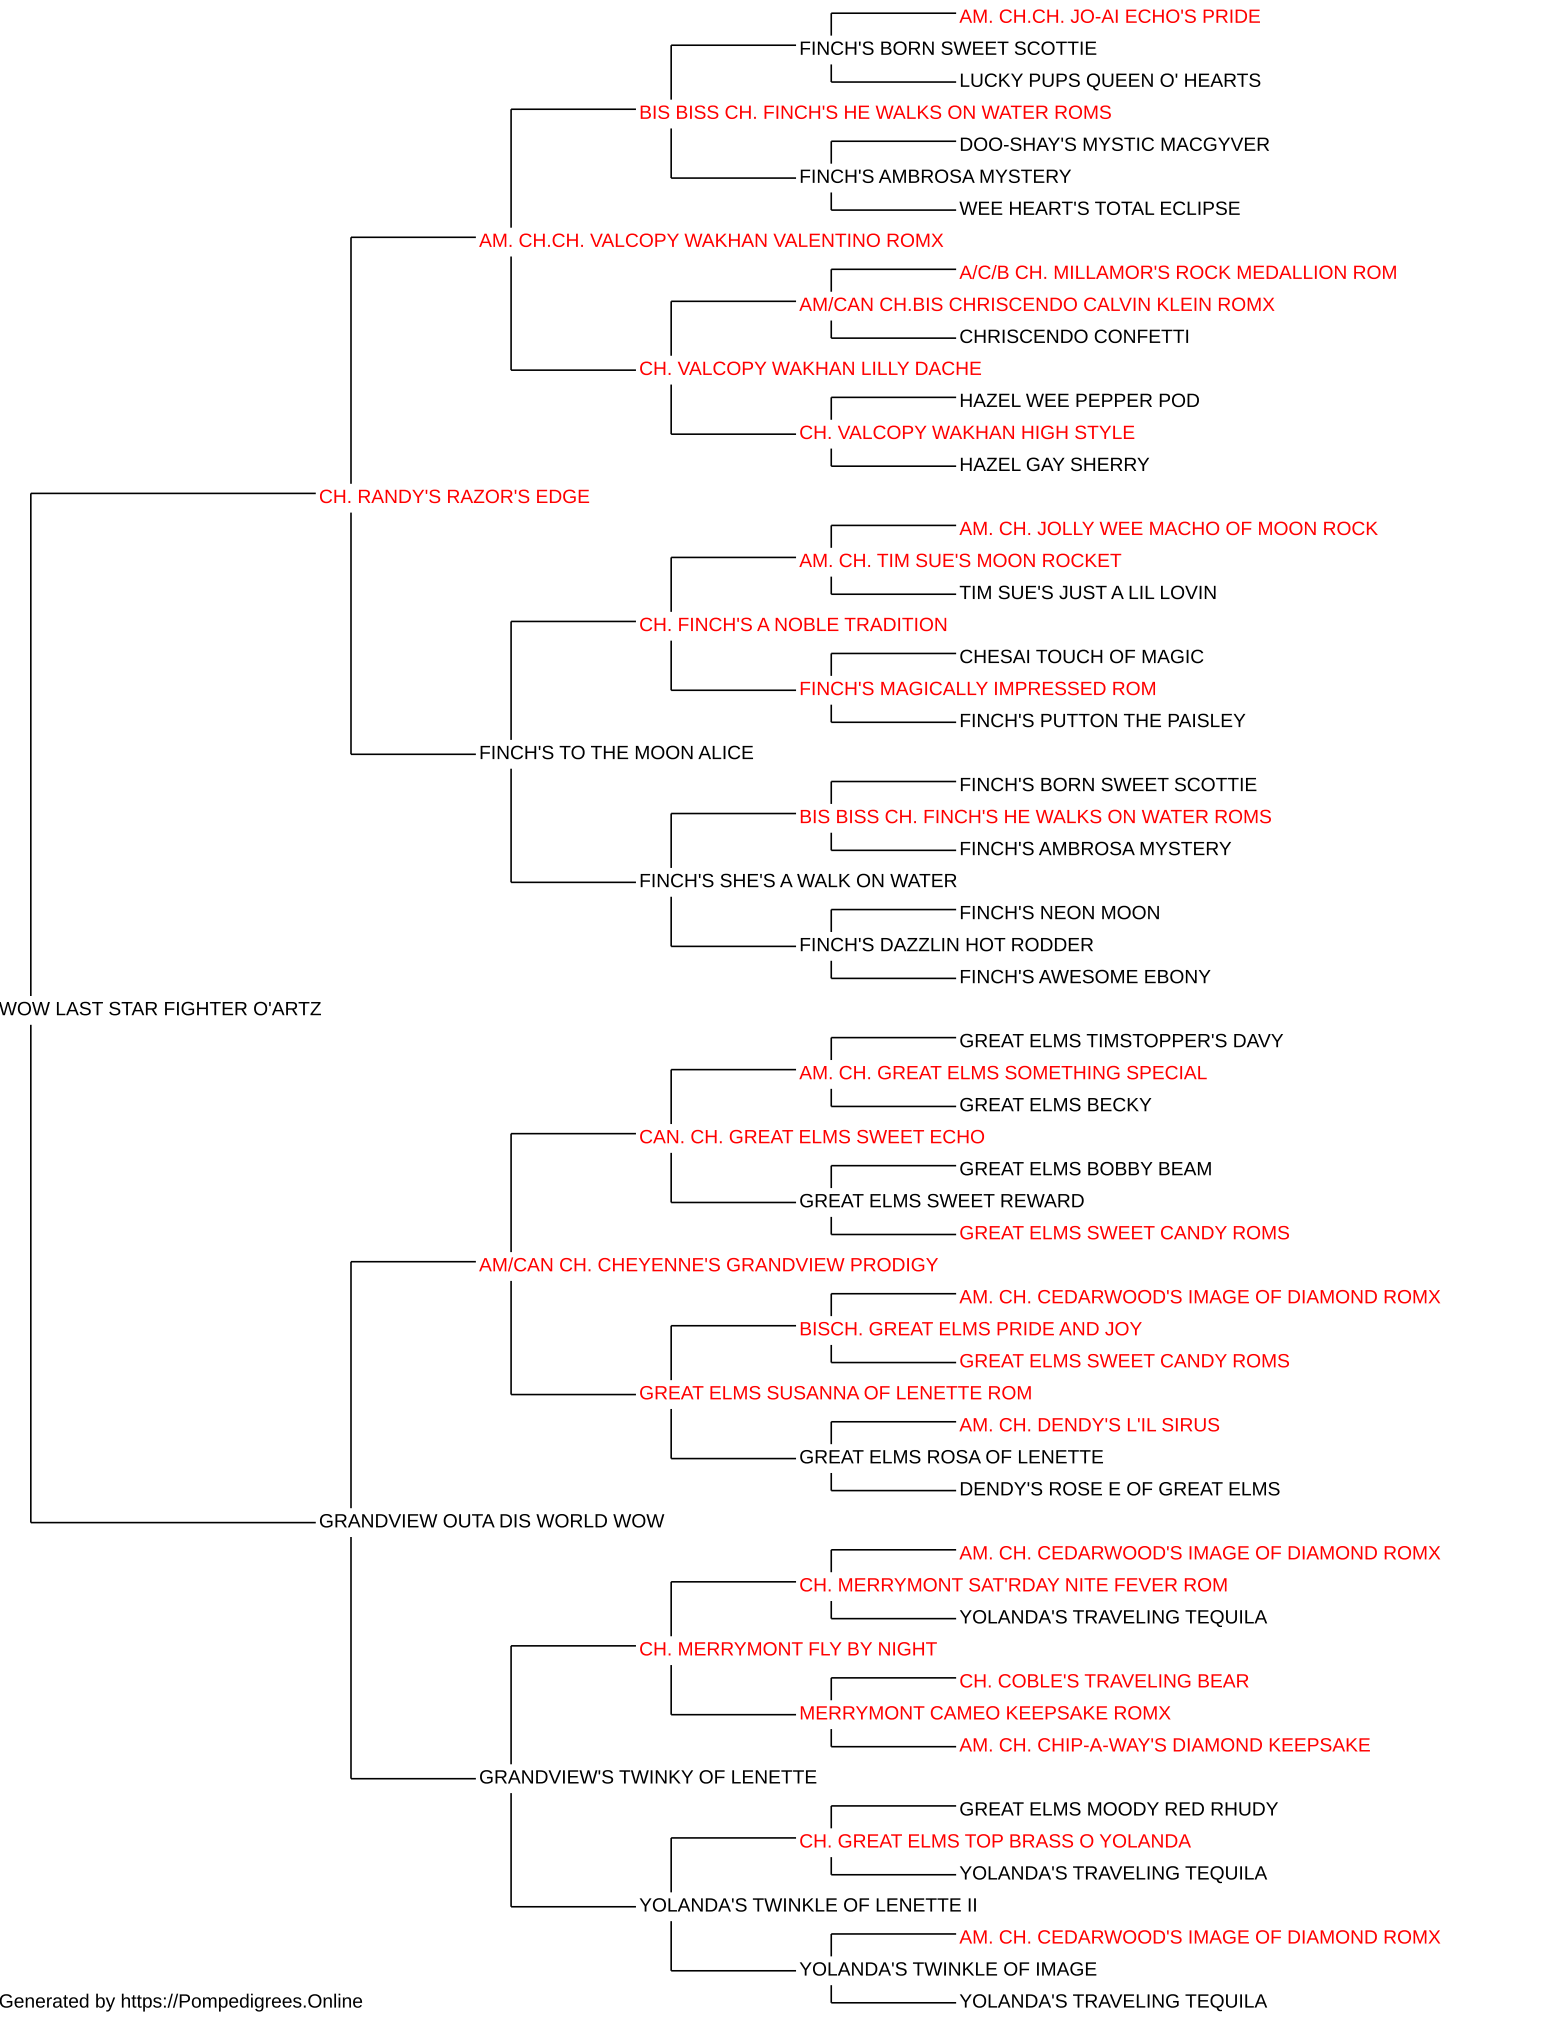 AM. CH.CH. JO-AI ECHO'S PRIDE
FINCH'S BORN SWEET SCOTTIE
LUCKY PUPS QUEEN O' HEARTS
BIS BISS CH. FINCH'S HE WALKS ON WATER ROMS
DOO-SHAY'S MYSTIC MACGYVER
FINCH'S AMBROSA MYSTERY
WEE HEART'S TOTAL ECLIPSE
AM. CH.CH. VALCOPY WAKHAN VALENTINO ROMX
A/C/B CH. MILLAMOR'S ROCK MEDALLION ROM
AM/CAN CH.BIS CHRISCENDO CALVIN KLEIN ROMX
CHRISCENDO CONFETTI
CH. VALCOPY WAKHAN LILLY DACHE
HAZEL WEE PEPPER POD
CH. VALCOPY WAKHAN HIGH STYLE
HAZEL GAY SHERRY
CH. RANDY'S RAZOR'S EDGE
AM. CH. JOLLY WEE MACHO OF MOON ROCK
AM. CH. TIM SUE'S MOON ROCKET
TIM SUE'S JUST A LIL LOVIN
CH. FINCH'S A NOBLE TRADITION
CHESAI TOUCH OF MAGIC
FINCH'S MAGICALLY IMPRESSED ROM
FINCH'S PUTTON THE PAISLEY
FINCH'S TO THE MOON ALICE
FINCH'S BORN SWEET SCOTTIE
BIS BISS CH. FINCH'S HE WALKS ON WATER ROMS
FINCH'S AMBROSA MYSTERY
FINCH'S SHE'S A WALK ON WATER
FINCH'S NEON MOON
FINCH'S DAZZLIN HOT RODDER
FINCH'S AWESOME EBONY
WOW LAST STAR FIGHTER O'ARTZ
GREAT ELMS TIMSTOPPER'S DAVY
AM. CH. GREAT ELMS SOMETHING SPECIAL
GREAT ELMS BECKY
CAN. CH. GREAT ELMS SWEET ECHO
GREAT ELMS BOBBY BEAM
GREAT ELMS SWEET REWARD
GREAT ELMS SWEET CANDY ROMS
AM/CAN CH. CHEYENNE'S GRANDVIEW PRODIGY
AM. CH. CEDARWOOD'S IMAGE OF DIAMOND ROMX
BISCH. GREAT ELMS PRIDE AND JOY
GREAT ELMS SWEET CANDY ROMS
GREAT ELMS SUSANNA OF LENETTE ROM
AM. CH. DENDY'S L'IL SIRUS
GREAT ELMS ROSA OF LENETTE
DENDY'S ROSE E OF GREAT ELMS
GRANDVIEW OUTA DIS WORLD WOW
AM. CH. CEDARWOOD'S IMAGE OF DIAMOND ROMX
CH. MERRYMONT SAT'RDAY NITE FEVER ROM
YOLANDA'S TRAVELING TEQUILA
CH. MERRYMONT FLY BY NIGHT
CH. COBLE'S TRAVELING BEAR
MERRYMONT CAMEO KEEPSAKE ROMX
AM. CH. CHIP-A-WAY'S DIAMOND KEEPSAKE
GRANDVIEW'S TWINKY OF LENETTE
GREAT ELMS MOODY RED RHUDY
CH. GREAT ELMS TOP BRASS O YOLANDA
YOLANDA'S TRAVELING TEQUILA
YOLANDA'S TWINKLE OF LENETTE II
AM. CH. CEDARWOOD'S IMAGE OF DIAMOND ROMX
YOLANDA'S TWINKLE OF IMAGE
YOLANDA'S TRAVELING TEQUILA
Generated by https://Pompedigrees.Online